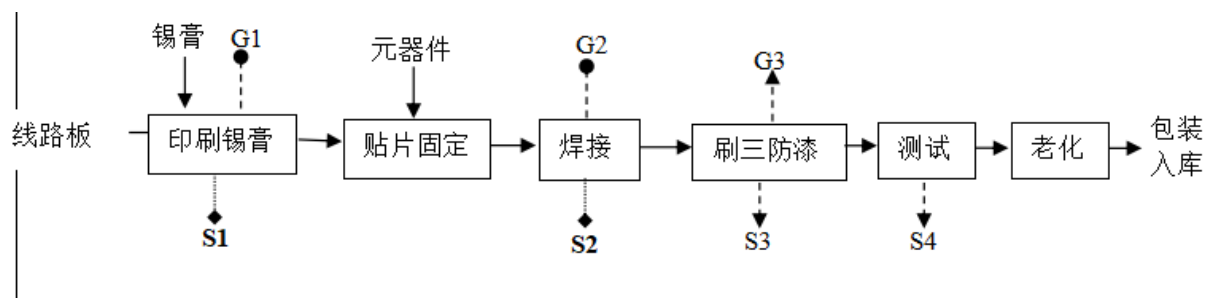 锡膏
G1
元器件
G2
G3
线路板
印刷锡膏
贴片固定
焊接
刷三防漆
测试
老化
包装
入库
S1
S2
S3
S4